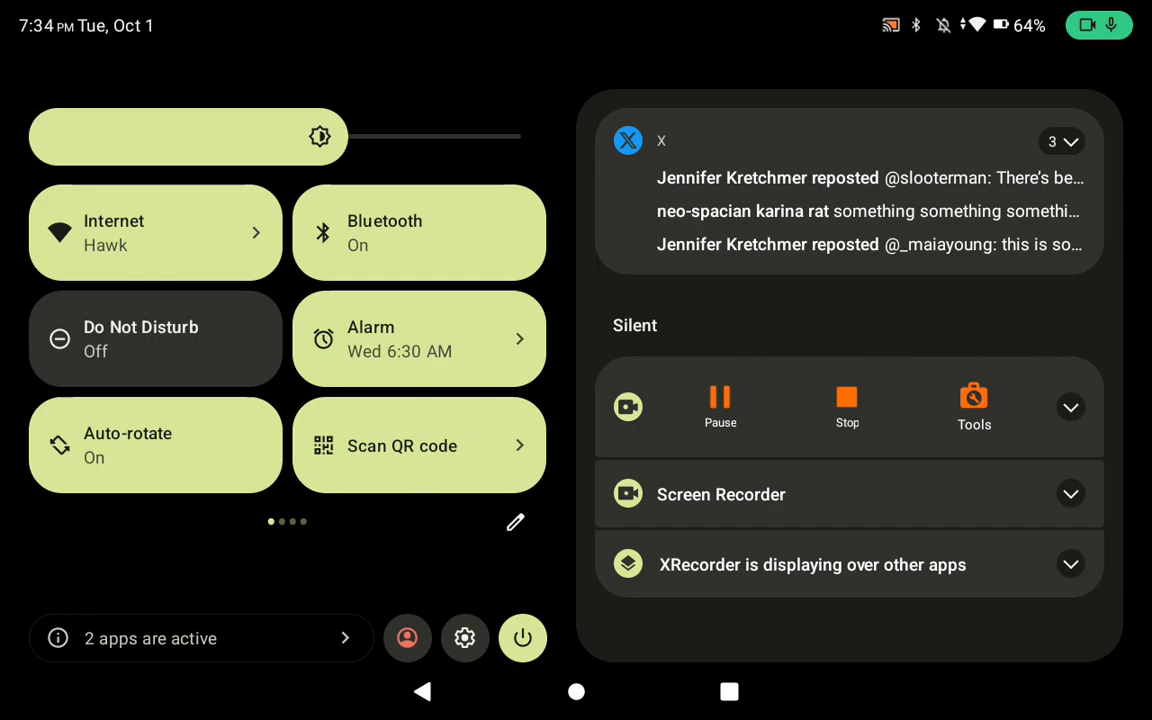 7:34 PM Tue, Oct 1
64%
Internet
Hawk
Bluetooth
On
Do Not Disturb
Off
Alarm
Wed 6:30 AM
Auto-rotate
On
Scan QR code
2 apps are active
X
3
Jennifer Kretchmer reposted @slooterman: There's be…
neo-spacian karina rat something something somethi…
Jennifer Kretchmer reposted @_maiayoung: this is so…
Silent
Pause
Stop
Tools
Screen Recorder
XRecorder is displaying over other apps